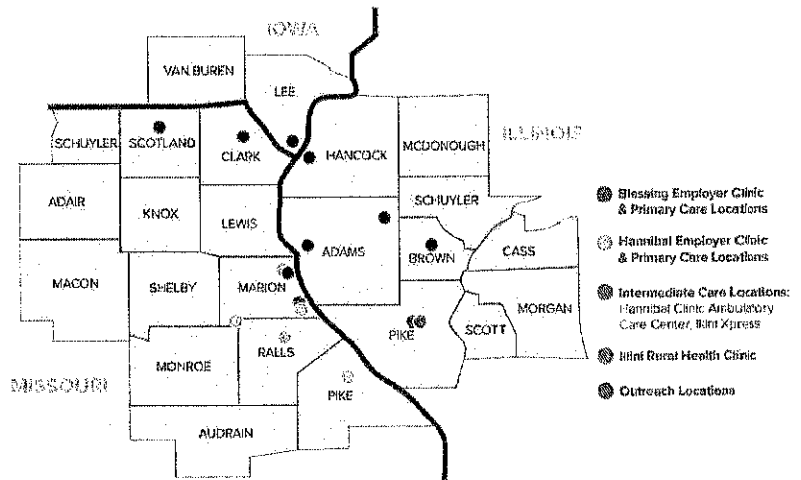 IOWA
VAN BUREN
LEE
ILLINOIS
SCHUYLER
SCOTLAND
CLARK
HANCOCK
MCDONOUGH
ADAIR
KNOX
LEWIS
ADAMS
SCHUYLER
BROWN
CASS
MACON
SHELBY
MARION
PIKE
SCOTT
MORGAN
MISSOURI
MONROE
RALLS
PIKE
AUDRAIN
Blessing Employer Clinic
& Primary Care Locations
Hannibal Employer Clinic
& Primary Care Locations
Intermediate Care Locations:
Hannibal Clinic Ambulatory
Care Center, Illini Xpress
Illini Rural Health Clinic
Outreach Locations